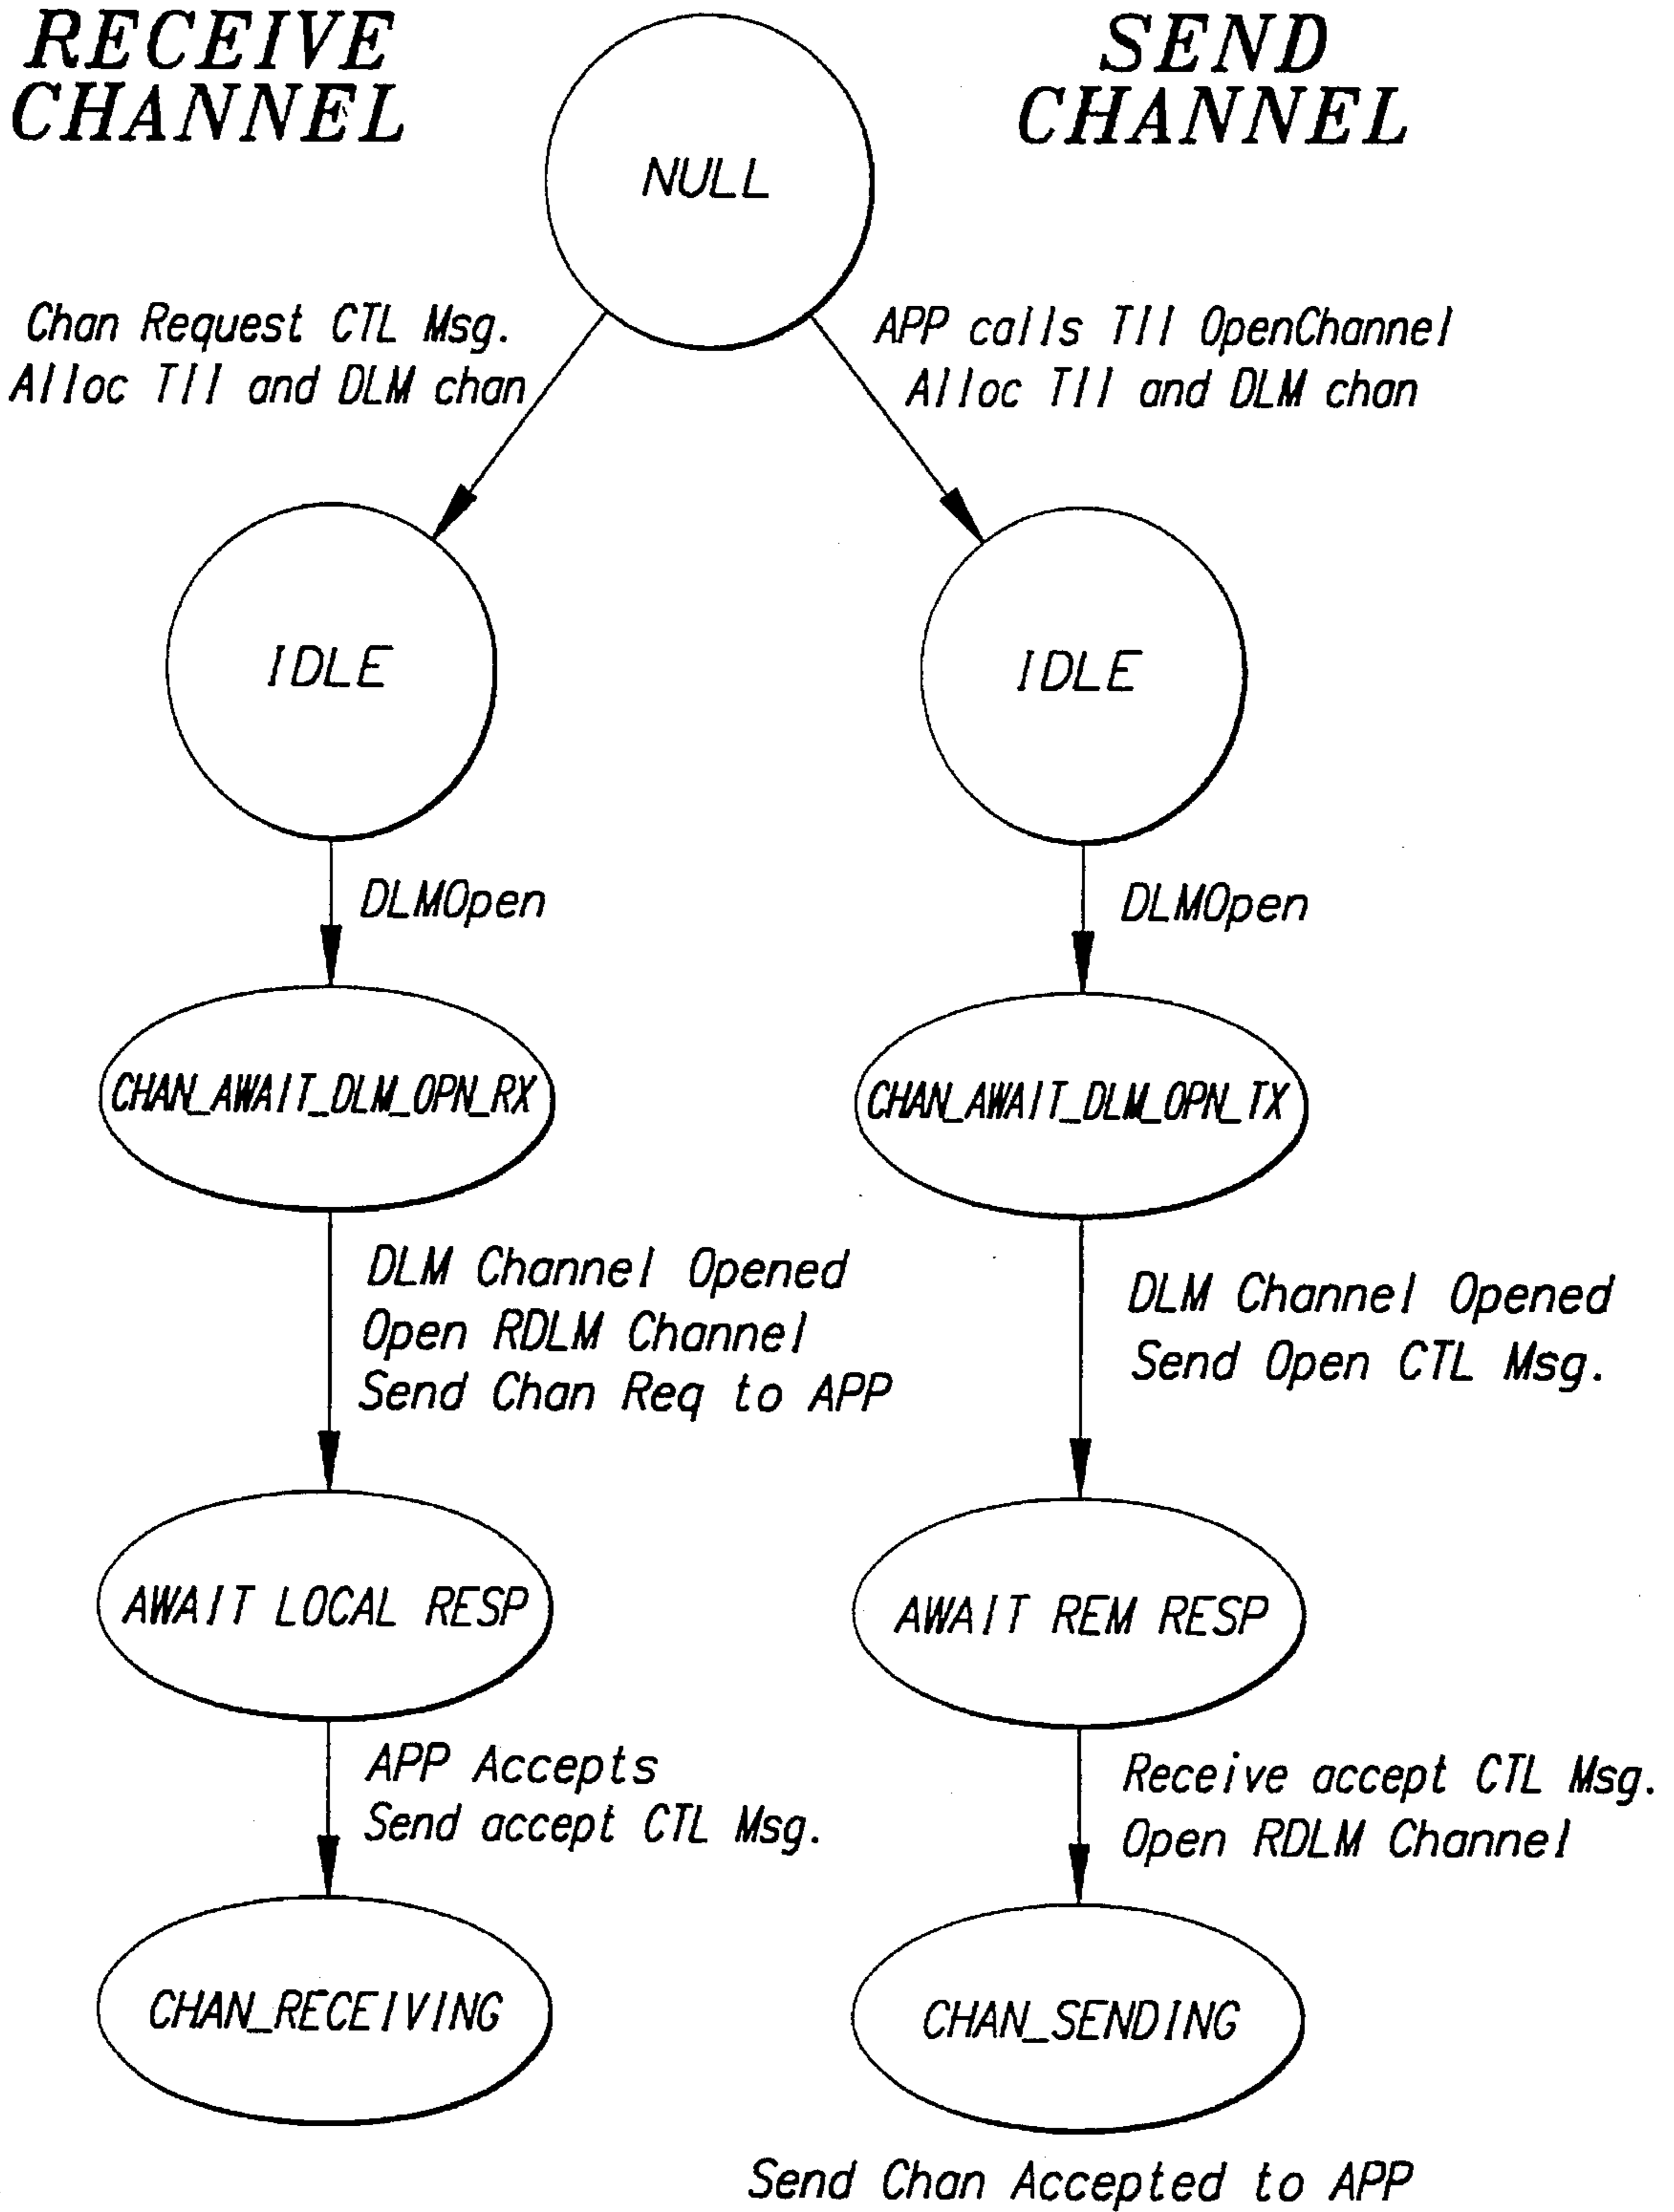 RECEIVE
CHANNEL
SEND
CHANNEL
NULL
Chan Request CTL Msg.
Alloc TII and DLM chan
APP calls TII OpenChannel
Alloc TII and DLM chan
IDLE
IDLE
DLMOpen
DLMOpen
CHAN_AWAIT_DLM_OPN_RX
CHAN_AWAIT_DLM_OPN_TX
DLM Channel Opened
Open RDLM Channel
Send Chan Req to APP
DLM Channel Opened
Send Open CTL Msg.
AWAIT LOCAL RESP
AWAIT REM RESP
APP Accepts
Send accept CTL Msg.
Receive accept CTL Msg.
Open RDLM Channel
CHAN_RECEIVING
CHAN_SENDING
Send Chan Accepted to APP